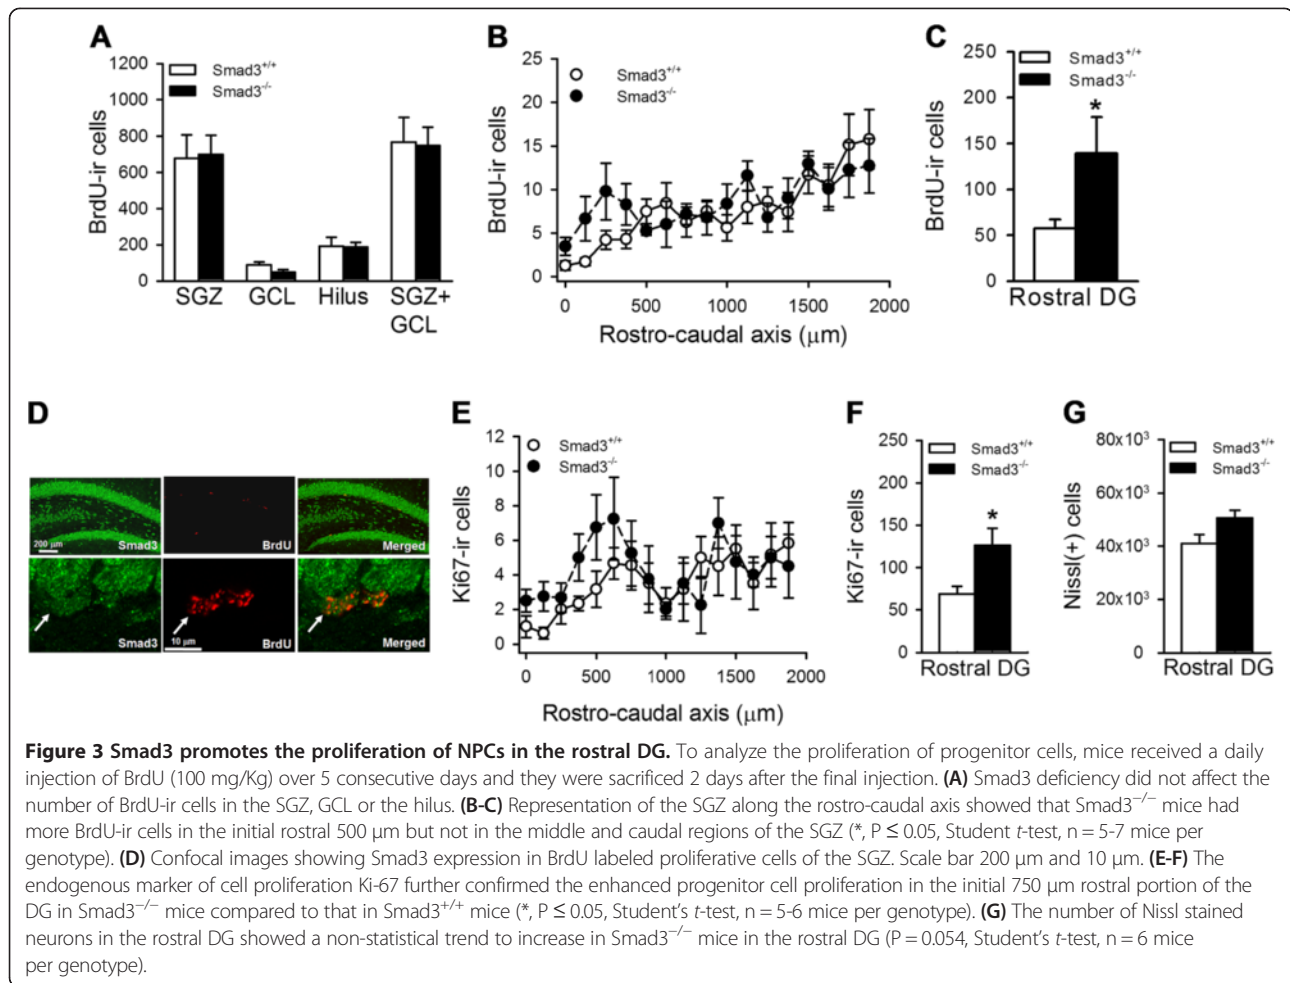 A
1200
1000
800
600
400
200
0
BrdU-ir cells
Smad3+/+
Smad3-/-
SGZ
GCL
Hilus
SGZ+
GCL
B
25
20
15
10
5
0
BrdU-ir cells
Smad3+/+
Smad3-/-
0
500
1000
1500
2000
Rostro-caudal axis (μm)
C
250
200
150
100
50
0
BrdU-ir cells
Smad3+/+
Smad3-/-
*
Rostral DG
D
200 μm
Smad3
BrdU
Merged
Smad3
10 μm
BrdU
Merged
E
12
10
8
6
4
2
0
Ki67-ir cells
Smad3+/+
Smad3-/-
0
500
1000
1500
2000
Rostro-caudal axis (μm)
F
250
200
150
100
50
0
Ki67-ir cells
Smad3+/+
Smad3-/-
*
Rostral DG
G
80x10³
60x10³
40x10³
20x10³
0
Nissl(+) cells
Smad3+/+
Smad3-/-
Rostral DG
Figure 3 Smad3 promotes the proliferation of NPCs in the rostral DG. To analyze the proliferation of progenitor cells, mice received a daily
injection of BrdU (100 mg/Kg) over 5 consecutive days and they were sacrificed 2 days after the final injection. (A) Smad3 deficiency did not affect the
number of BrdU-ir cells in the SGZ, GCL or the hilus. (B-C) Representation of the SGZ along the rostro-caudal axis showed that Smad3−/− mice had
more BrdU-ir cells in the initial rostral 500 μm but not in the middle and caudal regions of the SGZ (*, P ≤ 0.05, Student t-test, n = 5-7 mice per
genotype). (D) Confocal images showing Smad3 expression in BrdU labeled proliferative cells of the SGZ. Scale bar 200 μm and 10 μm. (E-F) The
endogenous marker of cell proliferation Ki-67 further confirmed the enhanced progenitor cell proliferation in the initial 750 μm rostral portion of the
DG in Smad3−/− mice compared to that in Smad3+/+ mice (*, P ≤ 0.05, Student's t-test, n = 5-6 mice per genotype). (G) The number of Nissl stained
neurons in the rostral DG showed a non-statistical trend to increase in Smad3−/− mice in the rostral DG (P = 0.054, Student's t-test, n = 6 mice
per genotype).